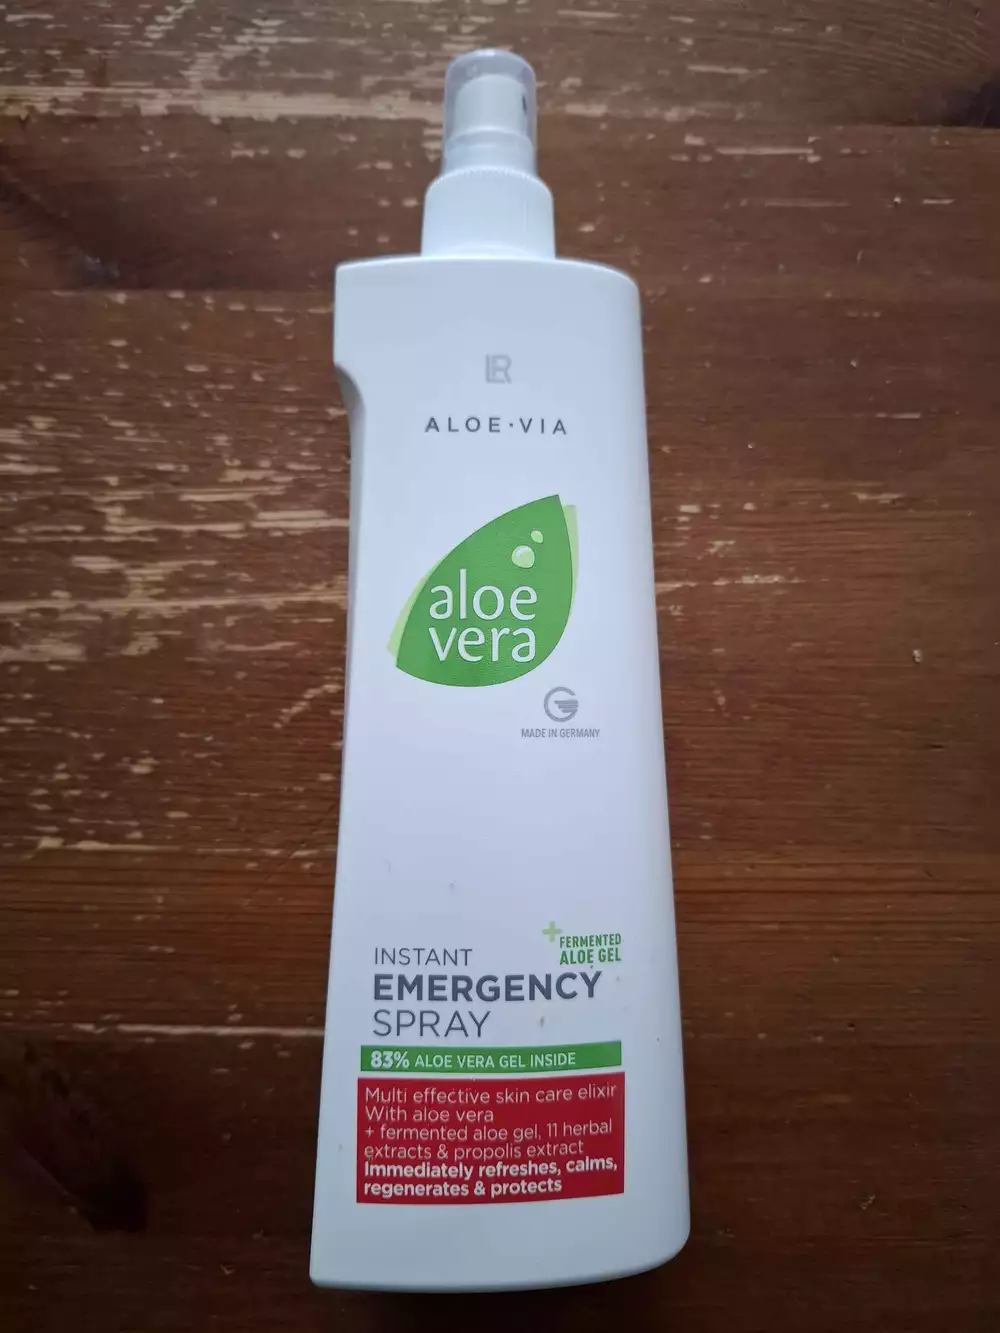 LR
ALOE·VIA
aloe
vera
MADE IN GERMANY
+ FERMENTED
ALOE GEL
INSTANT
EMERGENCY
SPRAY
83% ALOE VERA GEL INSIDE
Multi effective skin care elixir
With aloe vera
+ fermented aloe gel, 11 herbal
extracts & propolis extract
Immediately refreshes, calms,
regenerates & protects